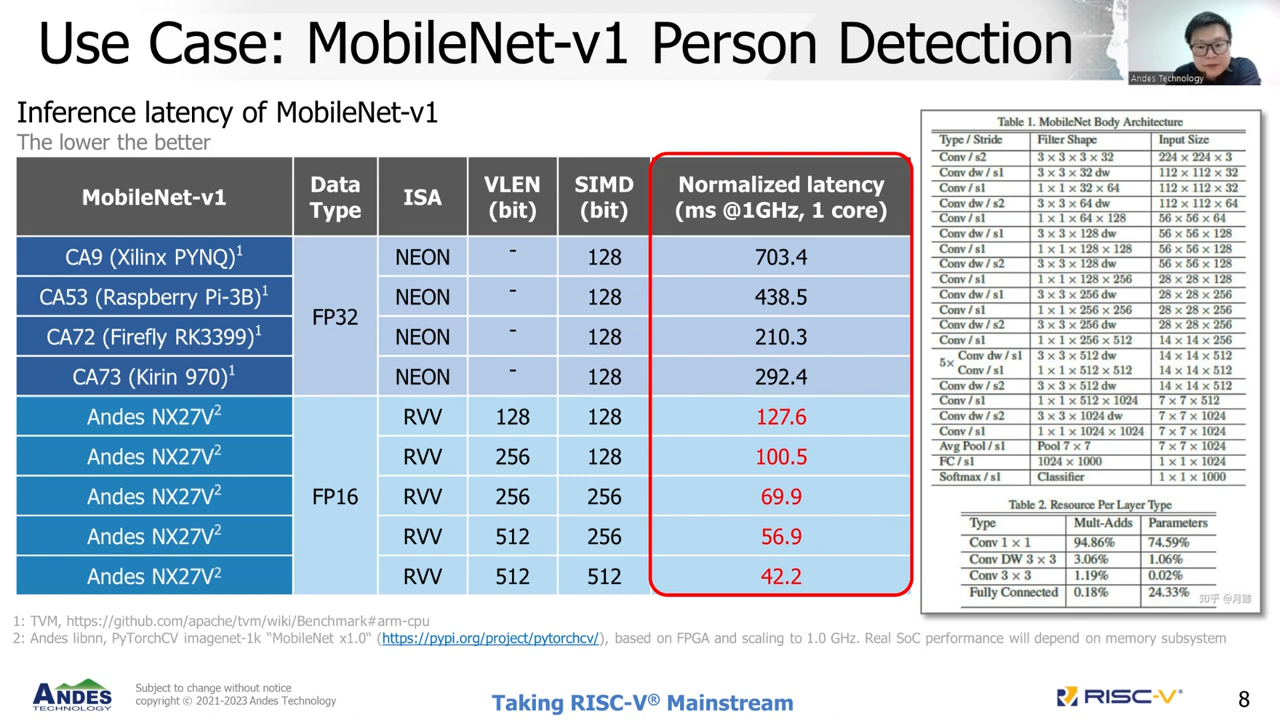 Use Case: MobileNet-v1 Person Detection
Andes Technology
Inference latency of MobileNet-v1
The lower the better
MobileNet-v1 Data Type ISA VLEN (bit) SIMD (bit) Normalized latency (ms @1GHz, 1 core)
CA9 (Xilinx PYNQ)1 FP32 NEON - 128 703.4
CA53 (Raspberry Pi-3B)1 NEON - 128 438.5
CA72 (Firefly RK3399)1 NEON - 128 210.3
CA73 (Kirin 970)1 NEON - 128 292.4
Andes NX27V2 FP16 RVV 128 128 127.6
Andes NX27V2 RVV 256 128 100.5
Andes NX27V2 RVV 256 256 69.9
Andes NX27V2 RVV 512 256 56.9
Andes NX27V2 RVV 512 512 42.2
Table 1. MobileNet Body Architecture
Type / Stride Filter Shape Input Size
Conv / s2 3 × 3 × 3 × 32 224 × 224 × 3
Conv dw / s1 3 × 3 × 32 dw 112 × 112 × 32
Conv / s1 1 × 1 × 32 × 64 112 × 112 × 32
Conv dw / s2 3 × 3 × 64 dw 112 × 112 × 64
Conv / s1 1 × 1 × 64 × 128 56 × 56 × 64
Conv dw / s1 3 × 3 × 128 dw 56 × 56 × 128
Conv / s1 1 × 1 × 128 × 128 56 × 56 × 128
Conv dw / s2 3 × 3 × 128 dw 56 × 56 × 128
Conv / s1 1 × 1 × 128 × 256 28 × 28 × 128
Conv dw / s1 3 × 3 × 256 dw 28 × 28 × 256
Conv / s1 1 × 1 × 256 × 256 28 × 28 × 256
Conv dw / s2 3 × 3 × 256 dw 28 × 28 × 256
Conv / s1 1 × 1 × 256 × 512 14 × 14 × 256
5× Conv dw / s1 3 × 3 × 512 dw 14 × 14 × 512
Conv / s1 1 × 1 × 512 × 512 14 × 14 × 512
Conv dw / s2 3 × 3 × 512 dw 14 × 14 × 512
Conv / s1 1 × 1 × 512 × 1024 7 × 7 × 512
Conv dw / s2 3 × 3 × 1024 dw 7 × 7 × 1024
Conv / s1 1 × 1 × 1024 × 1024 7 × 7 × 1024
Avg Pool / s1 Pool 7 × 7 7 × 7 × 1024
FC / s1 1024 × 1000 1 × 1 × 1024
Softmax / s1 Classifier 1 × 1 × 1000
Table 2. Resource Per Layer Type
Type Mult-Adds Parameters
Conv 1 × 1 94.86% 74.59%
Conv DW 3 × 3 3.06% 1.06%
Conv 3 × 3 1.19% 0.02%
Fully Connected 0.18% 24.33%
知乎 @月
1: TVM, https://github.com/apache/tvm/wiki/Benchmark#arm-cpu
2: Andes libnn, PyTorchCV imagenet-1k "MobileNet x1.0" (https://pypi.org/project/pytorchcv/), based on FPGA and scaling to 1.0 GHz. Real SoC performance will depend on memory subsystem
ANDES
TECHNOLOGY
Subject to change without notice
copyright © 2021-2023 Andes Technology
Taking RISC-V® Mainstream
RISC-V®
8